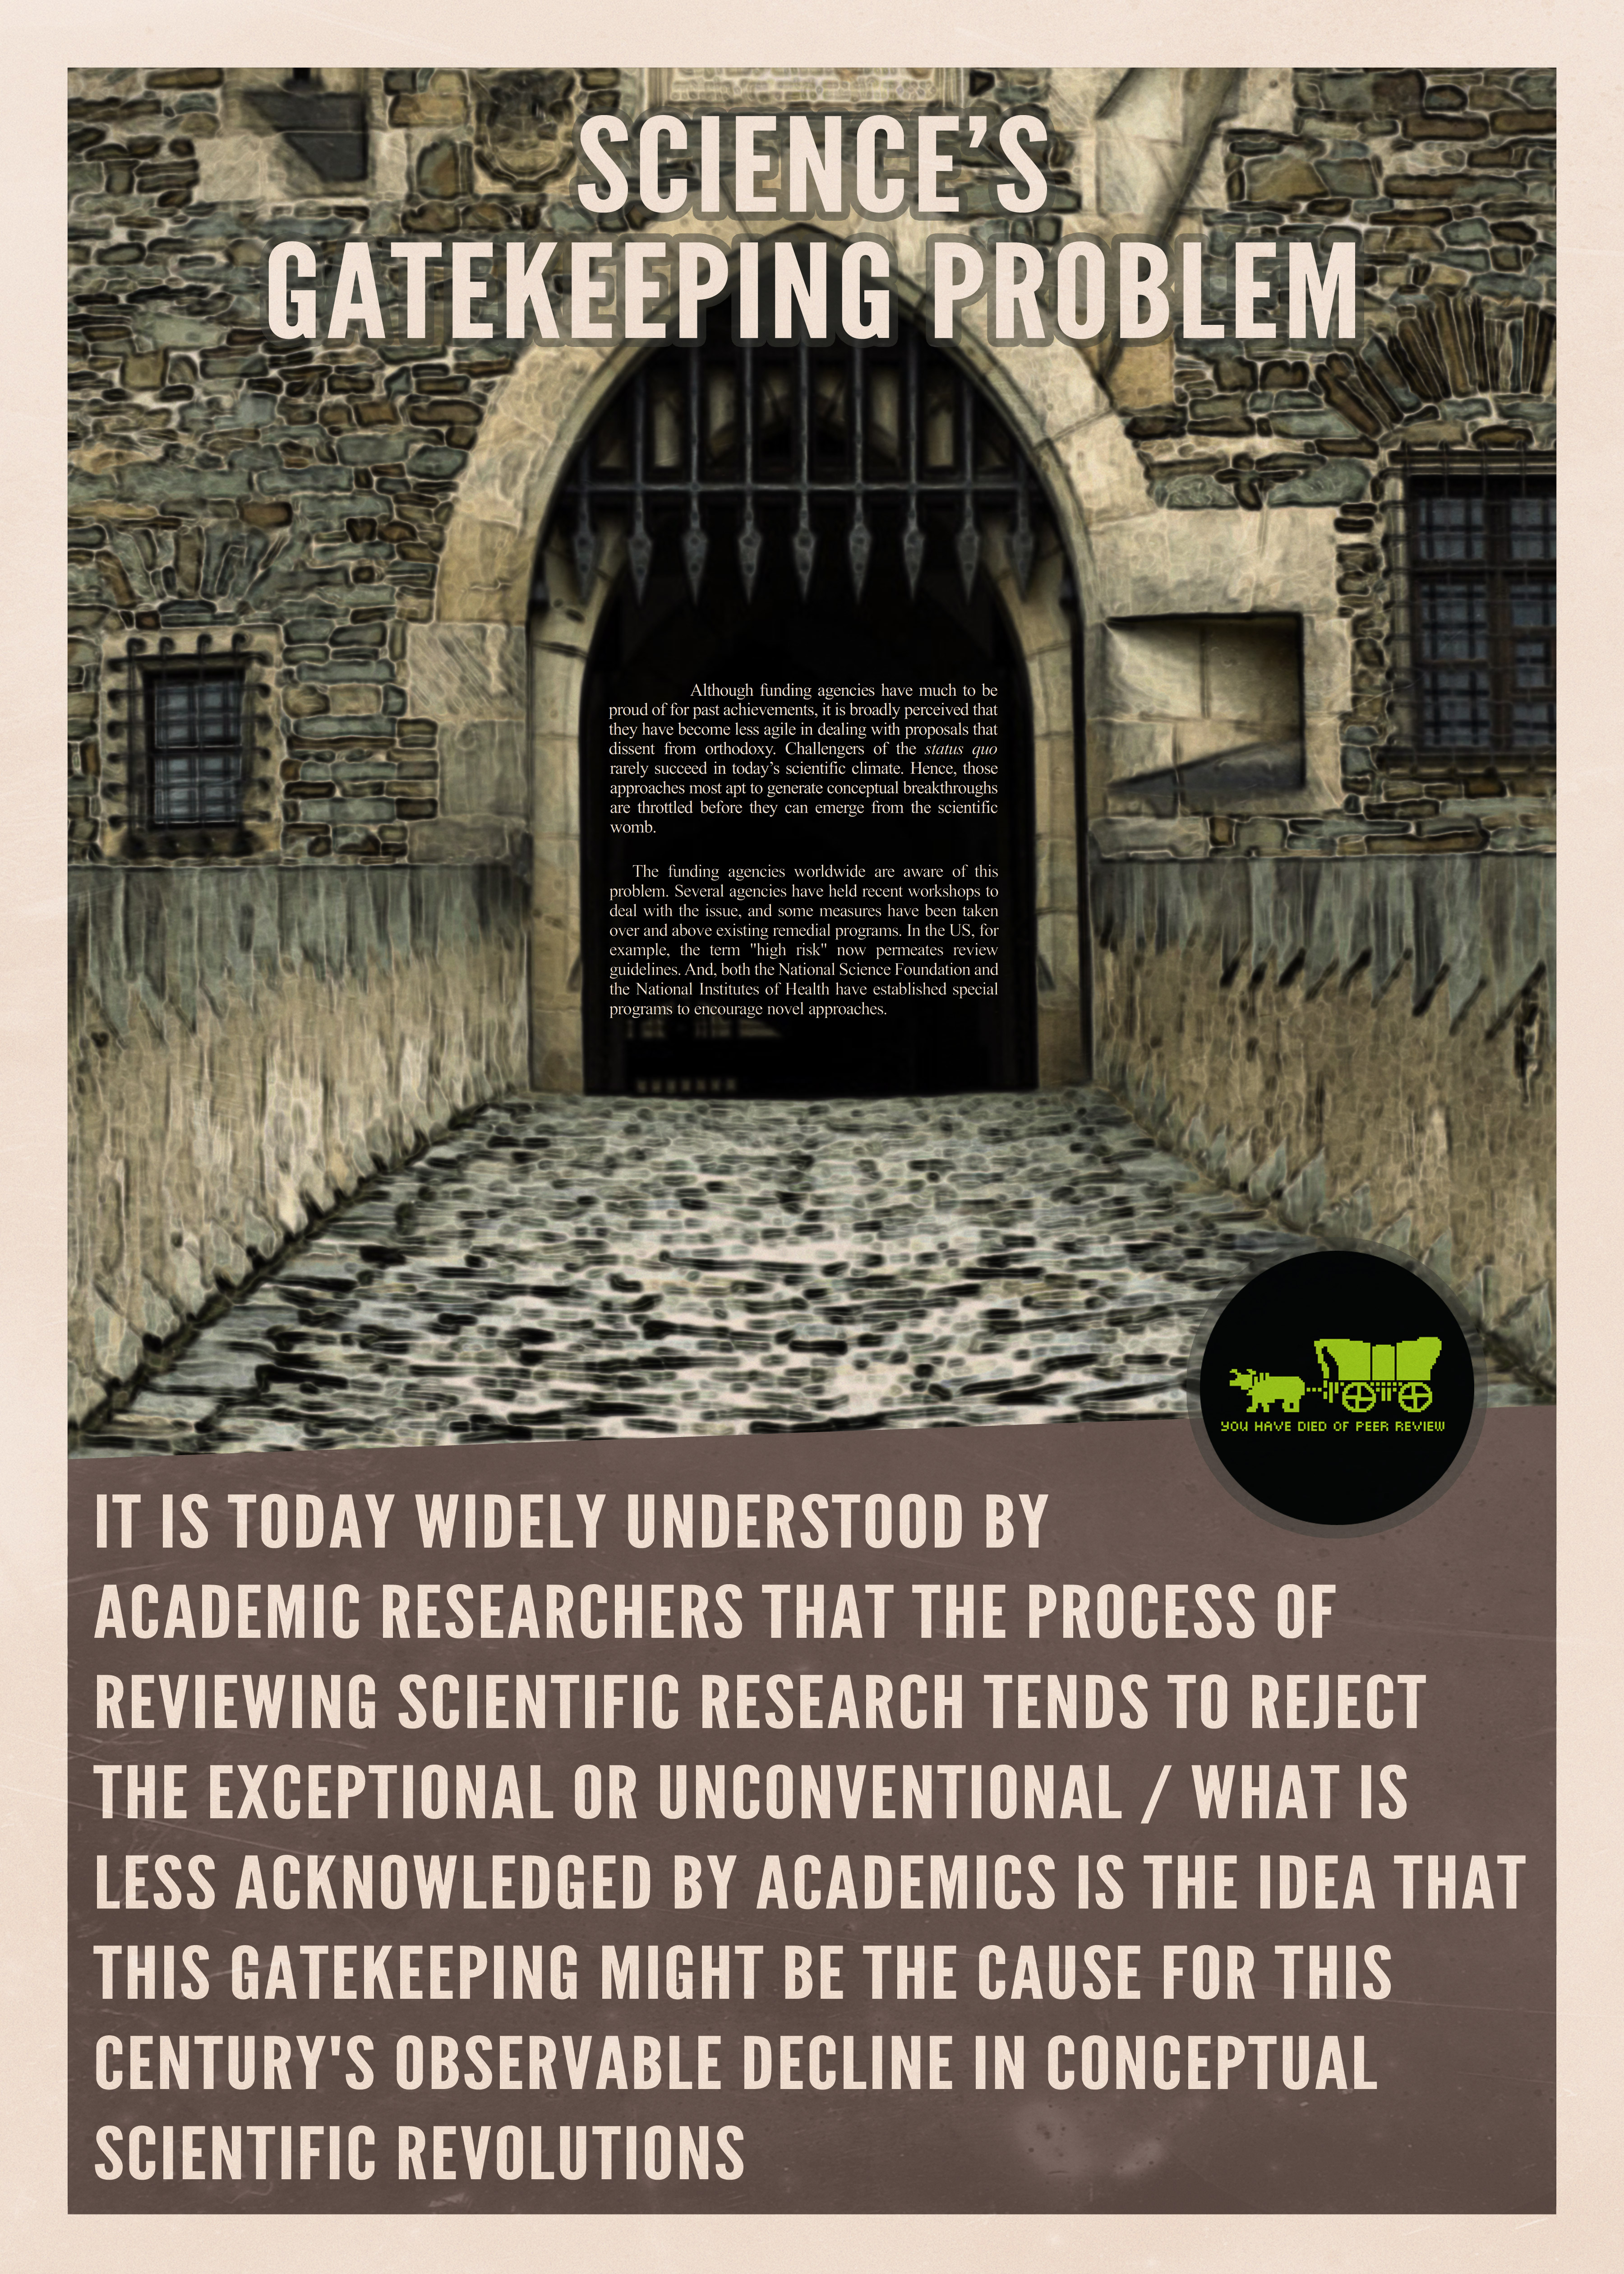 SCIENCE’S
GATEKEEPING PROBLEM
Although funding agencies have much to be
proud of for past achievements, it is broadly perceived that
they have become less agile in dealing with proposals that
dissent from orthodoxy. Challengers of the status quo
rarely succeed in today’s scientific climate. Hence, those
approaches most apt to generate conceptual breakthroughs
are throttled before they can emerge from the scientific
womb.
The funding agencies worldwide are aware of this
problem. Several agencies have held recent workshops to
deal with the issue, and some measures have been taken
over and above existing remedial programs. In the US, for
example, the term "high risk" now permeates review
guidelines. And, both the National Science Foundation and
the National Institutes of Health have established special
programs to encourage novel approaches.
YOU HAVE DIED OF PEER REVIEW
IT IS TODAY WIDELY UNDERSTOOD BY
ACADEMIC RESEARCHERS THAT THE PROCESS OF
REVIEWING SCIENTIFIC RESEARCH TENDS TO REJECT
THE EXCEPTIONAL OR UNCONVENTIONAL / WHAT IS
LESS ACKNOWLEDGED BY ACADEMICS IS THE IDEA THAT
THIS GATEKEEPING MIGHT BE THE CAUSE FOR THIS
CENTURY'S OBSERVABLE DECLINE IN CONCEPTUAL
SCIENTIFIC REVOLUTIONS